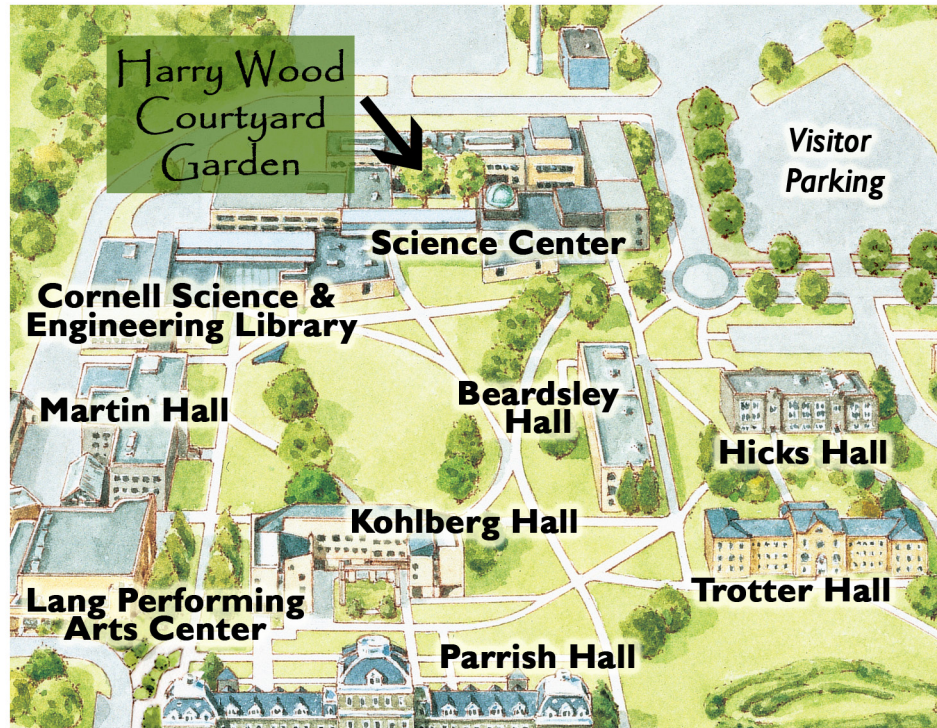 Harry Wood
Courtyard
Garden
Visitor
Parking
Science Center
Cornell Science &
Engineering Library
Martin Hall
Beardsley
Hall
Hicks Hall
Kohlberg Hall
Trotter Hall
Lang Performing
Arts Center
Parrish Hall